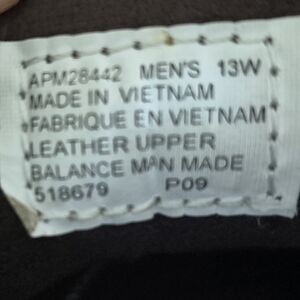 APM28442 MEN'S 13W
MADE IN VIETNAM
FABRIQUE EN VIETNAM
LEATHER UPPER
BALANCE MAN MADE
518679 P09